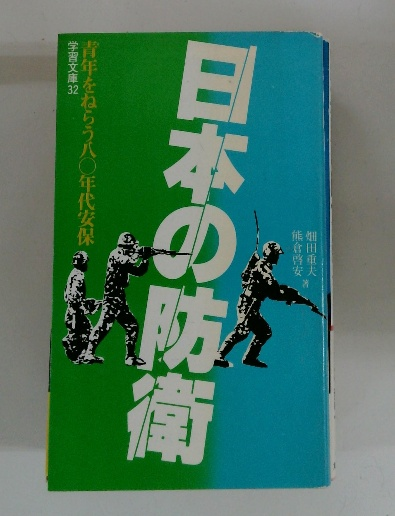 日本の防衛
青年をねらう八〇年代安保
学習文庫32
畑田重夫
熊倉啓安 著